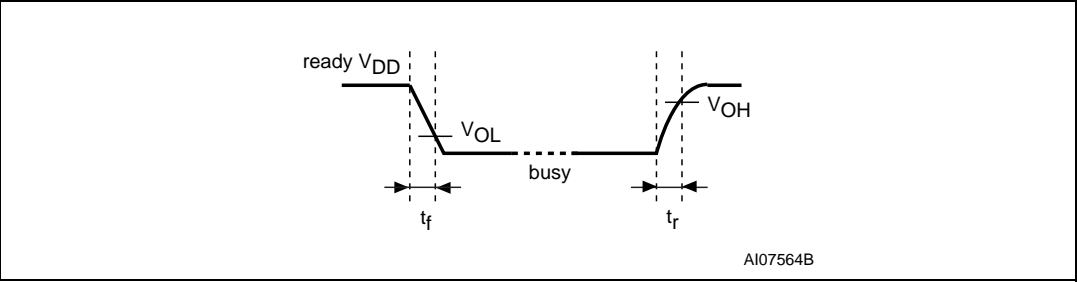 ready VDD
VOL
VOH
busy
tf
tr
AI07564B